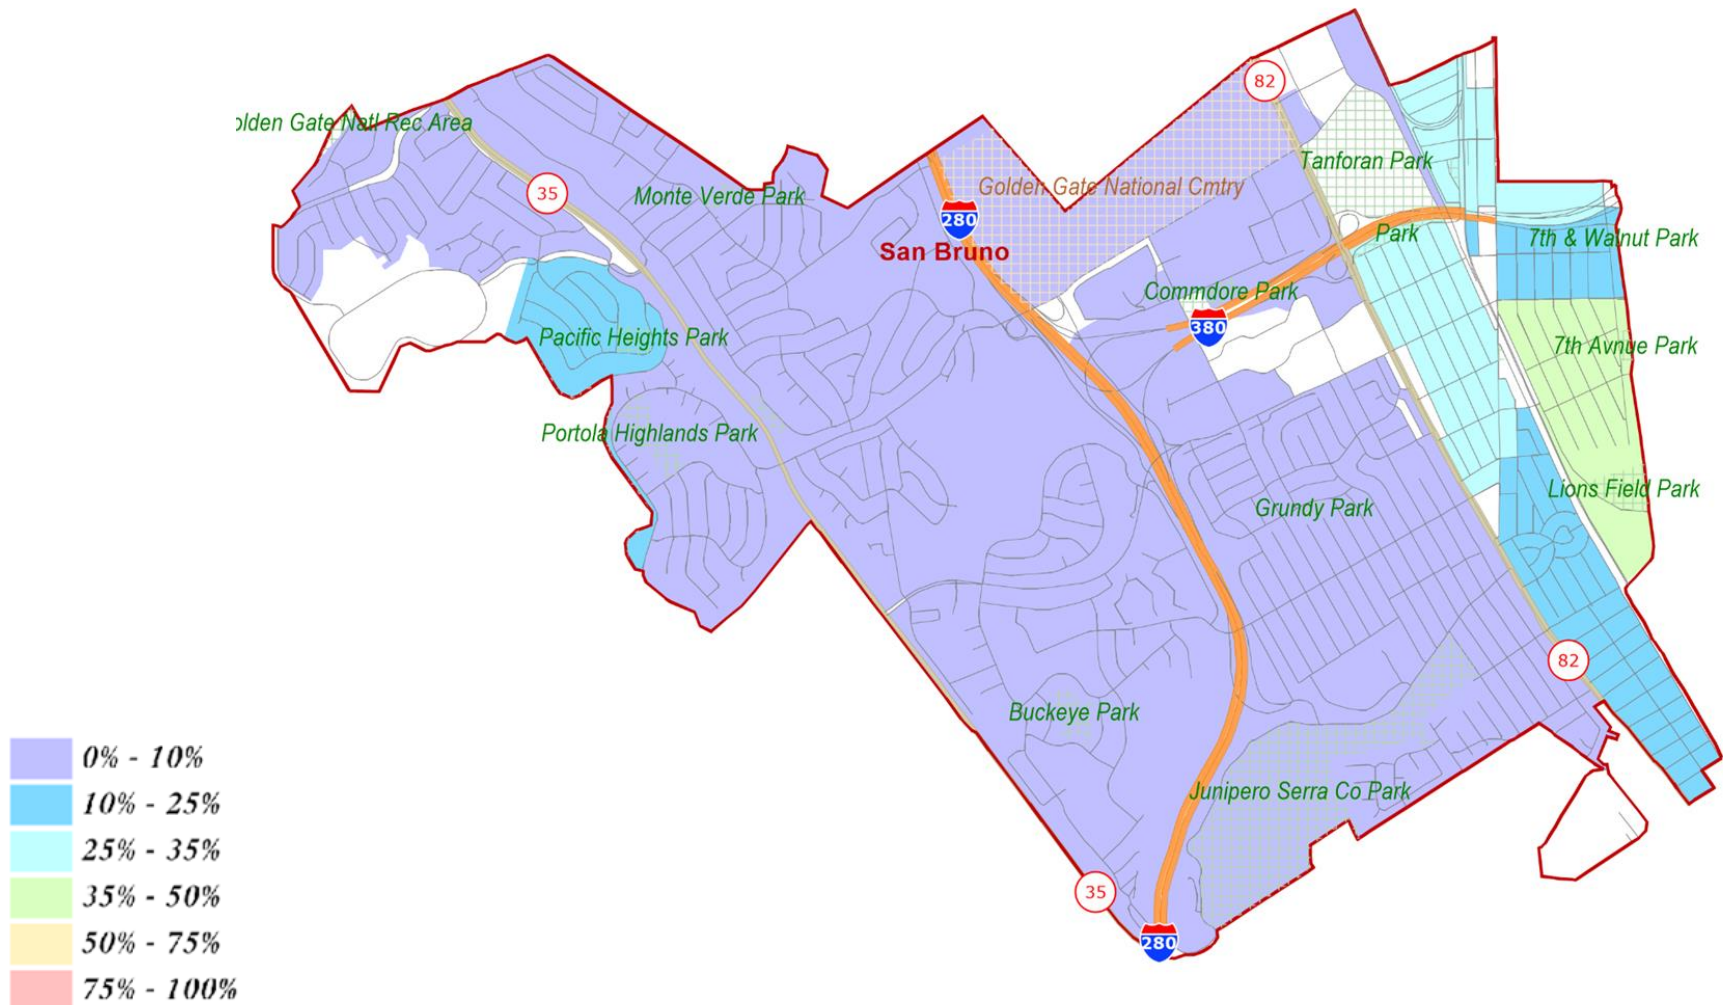 82
olden Gate Natl Rec Area
Tanforan Park
35
Monte Verde Park
Golden Gate National Cmtry
280
San Bruno
Park
7th & Walnut Park
Commdore Park
380
Pacific Heights Park
7th Avnue Park
Portola Highlands Park
Lions Field Park
Grundy Park
82
Buckeye Park
Junipero Serra Co Park
35
280
0% - 10%
10% - 25%
25% - 35%
35% - 50%
50% - 75%
75% - 100%